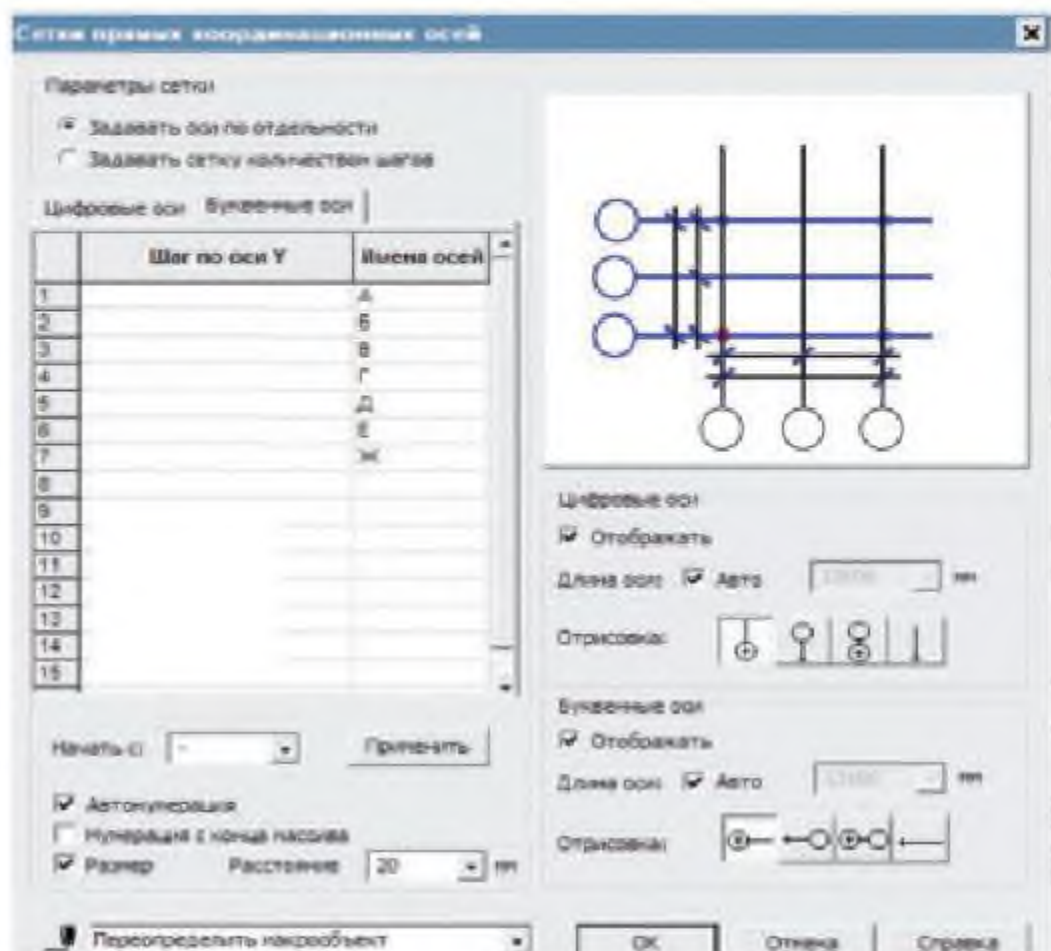 Сетки прямых координационных осей
Параметры сетки
Задавать оси по отдельности
Задавать сетку количеством шагов
Цифровые оси Буквенные оси
Шаг по оси Y Имена осей
1 А
2 Б
3 В
4 Г
5 Д
6 Е
7 Ж
8
9
10
11
12
13
14
15
Начать с: Применить
Автонумерация
Нумерация с конца массива
Размер Расстояние 20 мм
Цифровые оси
Отображать
Длина оси: Авто мм
Отрисовка:
Буквенные оси
Отображать
Длина оси: Авто мм
Отрисовка:
Переопределить макрообъект
OK Отмена Справка